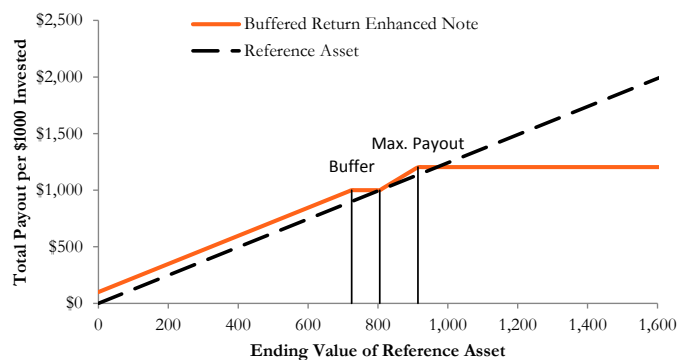 $2,500
Buffered Return Enhanced Note
Reference Asset
$2,000
$1,500
Max. Payout
Buffer
$1,000
$500
$0
0 200 400 600 800 1,000 1,200 1,400 1,600
Total Payout per $1000 Invested
Ending Value of Reference Asset